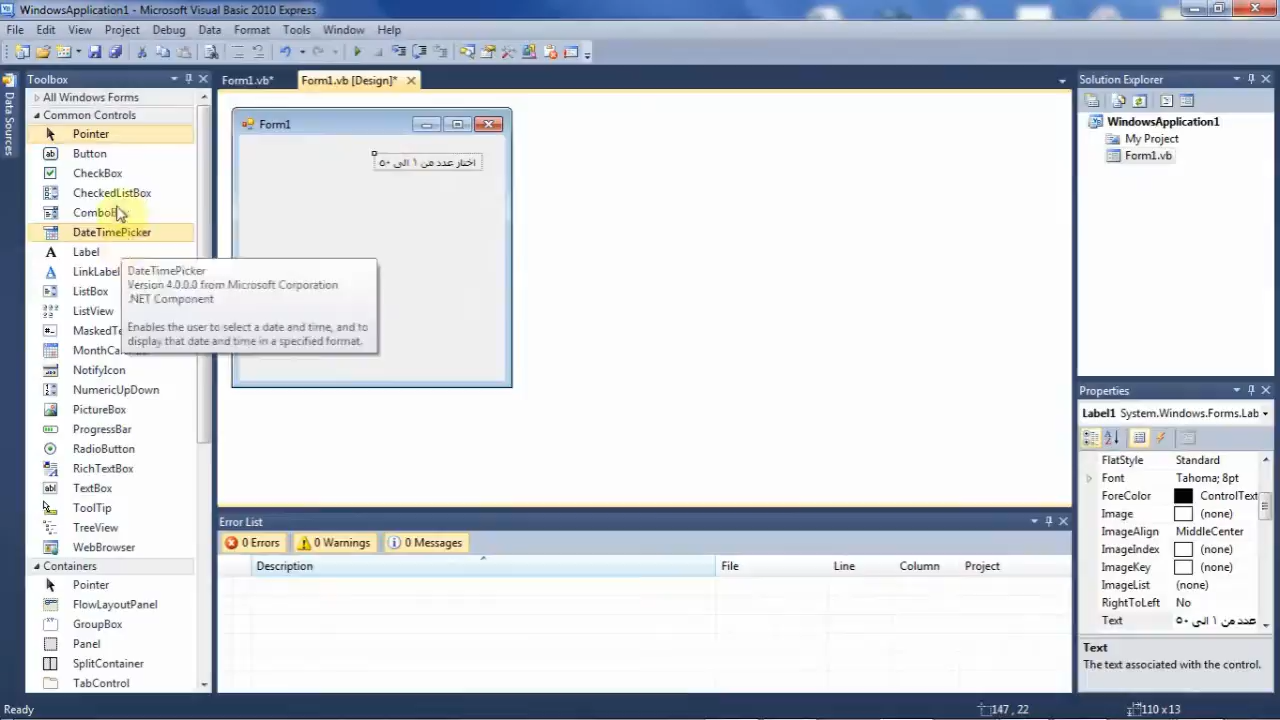 WindowsApplication1 - Microsoft Visual Basic 2010 Express
File Edit View Project Debug Data Format Tools Window Help
Toolbox
Form1.vb*
Form1.vb [Design]*
Solution Explorer
Data Sources
All Windows Forms
Common Controls
Pointer
Button
CheckBox
CheckedListBox
DateTimePicker
Label
LinkLabel
ListBox
ListView
NotifyIcon
NumericUpDown
PictureBox
ProgressBar
RadioButton
RichTextBox
TextBox
ToolTip
TreeView
WebBrowser
Containers
Pointer
FlowLayoutPanel
GroupBox
Panel
SplitContainer
TabControl
DateTimePicker
Version 4.0.0.0 from Microsoft Corporation
.NET Component
Enables the user to select a date and time, and to
display that date and time in a specified format.
Form1
اختار عدد من ١ الى ٥٠
WindowsApplication1
My Project
Form1.vb
Properties
Label1 System.Windows.Forms.Lab
FlatStyle Standard
Font Tahoma; 8pt
ForeColor ControlText
Image (none)
ImageAlign MiddleCenter
ImageIndex (none)
ImageKey (none)
ImageList (none)
RightToLeft No
Text عدد من ١ الى ٥٠
Text
The text associated with the control.
Error List
0 Errors 0 Warnings 0 Messages
Description File Line Column Project
Ready 147 , 22 110 x 13